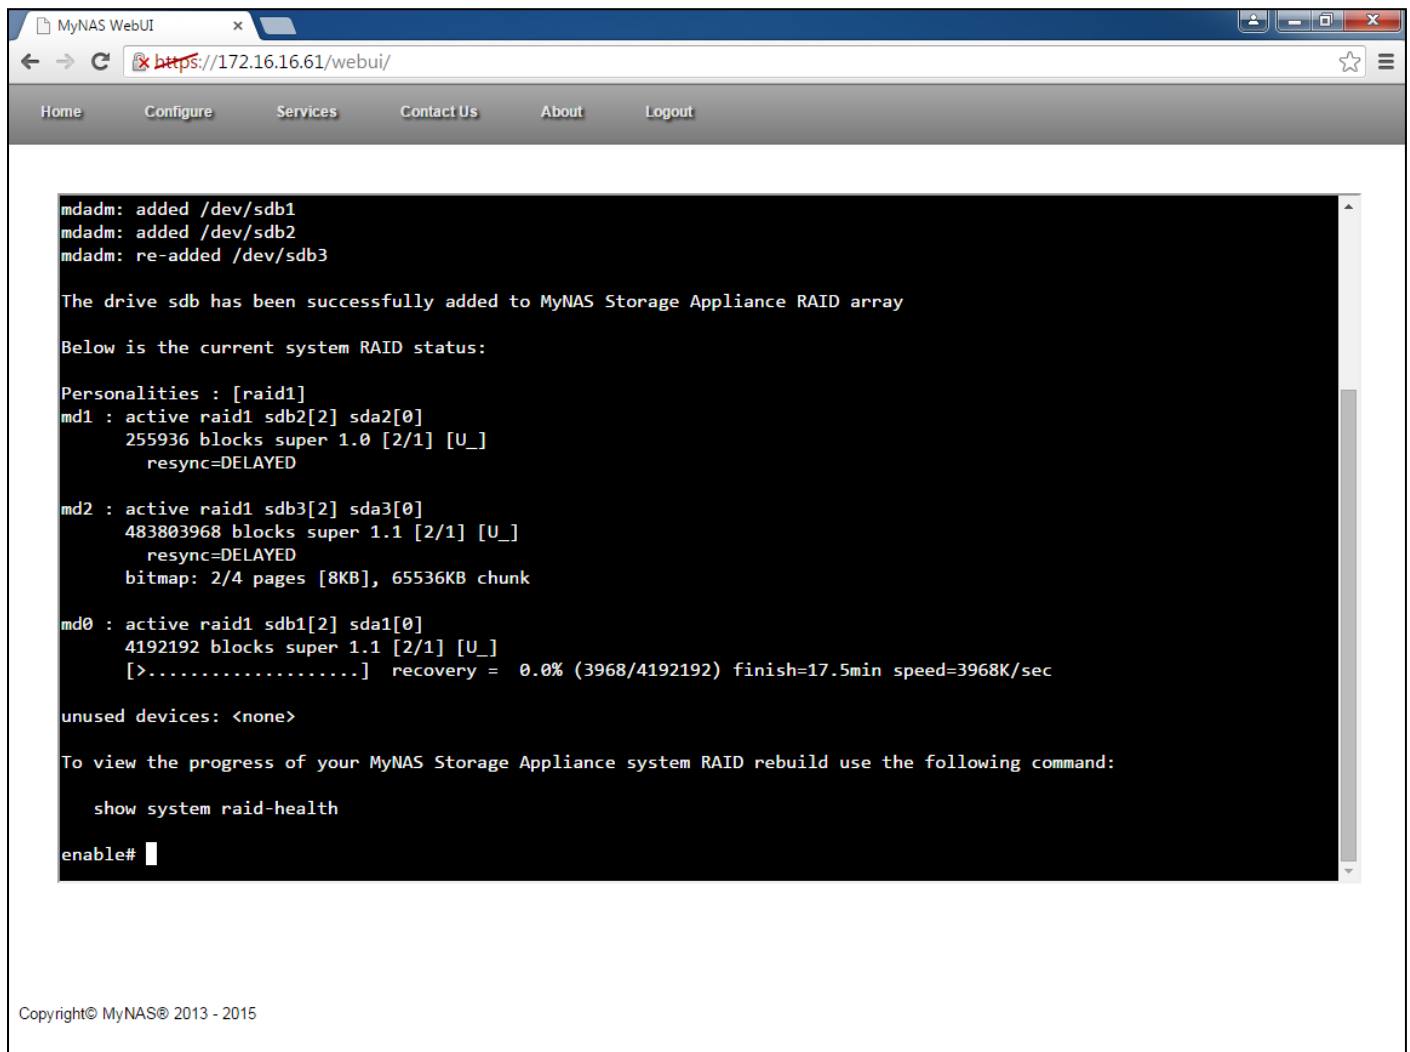 MyNAS WebUI
https://172.16.16.61/webui/
Home Configure Services Contact Us About Logout
mdadm: added /dev/sdb1
mdadm: added /dev/sdb2
mdadm: re-added /dev/sdb3
The drive sdb has been successfully added to MyNAS Storage Appliance RAID array
Below is the current system RAID status:
Personalities : [raid1]
md1 : active raid1 sdb2[2] sda2[0]
255936 blocks super 1.0 [2/1] [U_]
resync=DELAYED
md2 : active raid1 sdb3[2] sda3[0]
483803968 blocks super 1.1 [2/1] [U_]
resync=DELAYED
bitmap: 2/4 pages [8KB], 65536KB chunk
md0 : active raid1 sdb1[2] sda1[0]
4192192 blocks super 1.1 [2/1] [U_]
[>....................]  recovery =  0.0% (3968/4192192) finish=17.5min speed=3968K/sec
unused devices: <none>
To view the progress of your MyNAS Storage Appliance system RAID rebuild use the following command:
show system raid-health
enable#
Copyright© MyNAS® 2013 - 2015